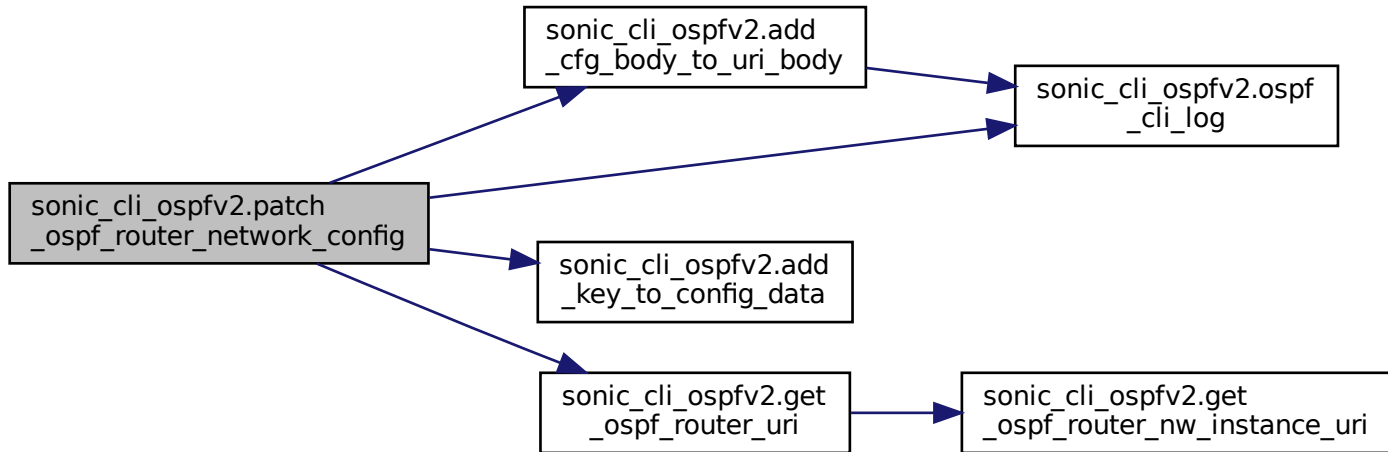 sonic_cli_ospfv2.add
_cfg_body_to_uri_body
sonic_cli_ospfv2.ospf
_cli_log
sonic_cli_ospfv2.patch
_ospf_router_network_config
sonic_cli_ospfv2.add
_key_to_config_data
sonic_cli_ospfv2.get
_ospf_router_uri
sonic_cli_ospfv2.get
_ospf_router_nw_instance_uri